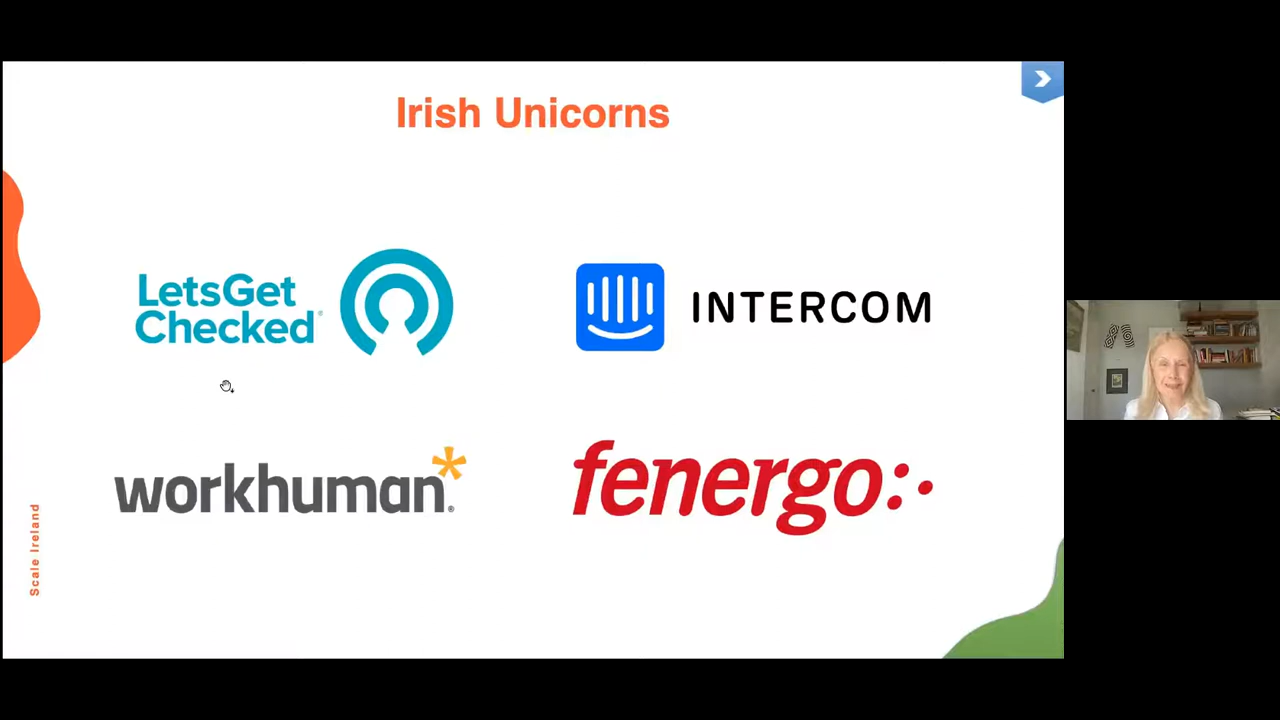 Irish Unicorns
LetsGet
Checked®
INTERCOM
workhuman*®
fenergo:•
Scale Ireland